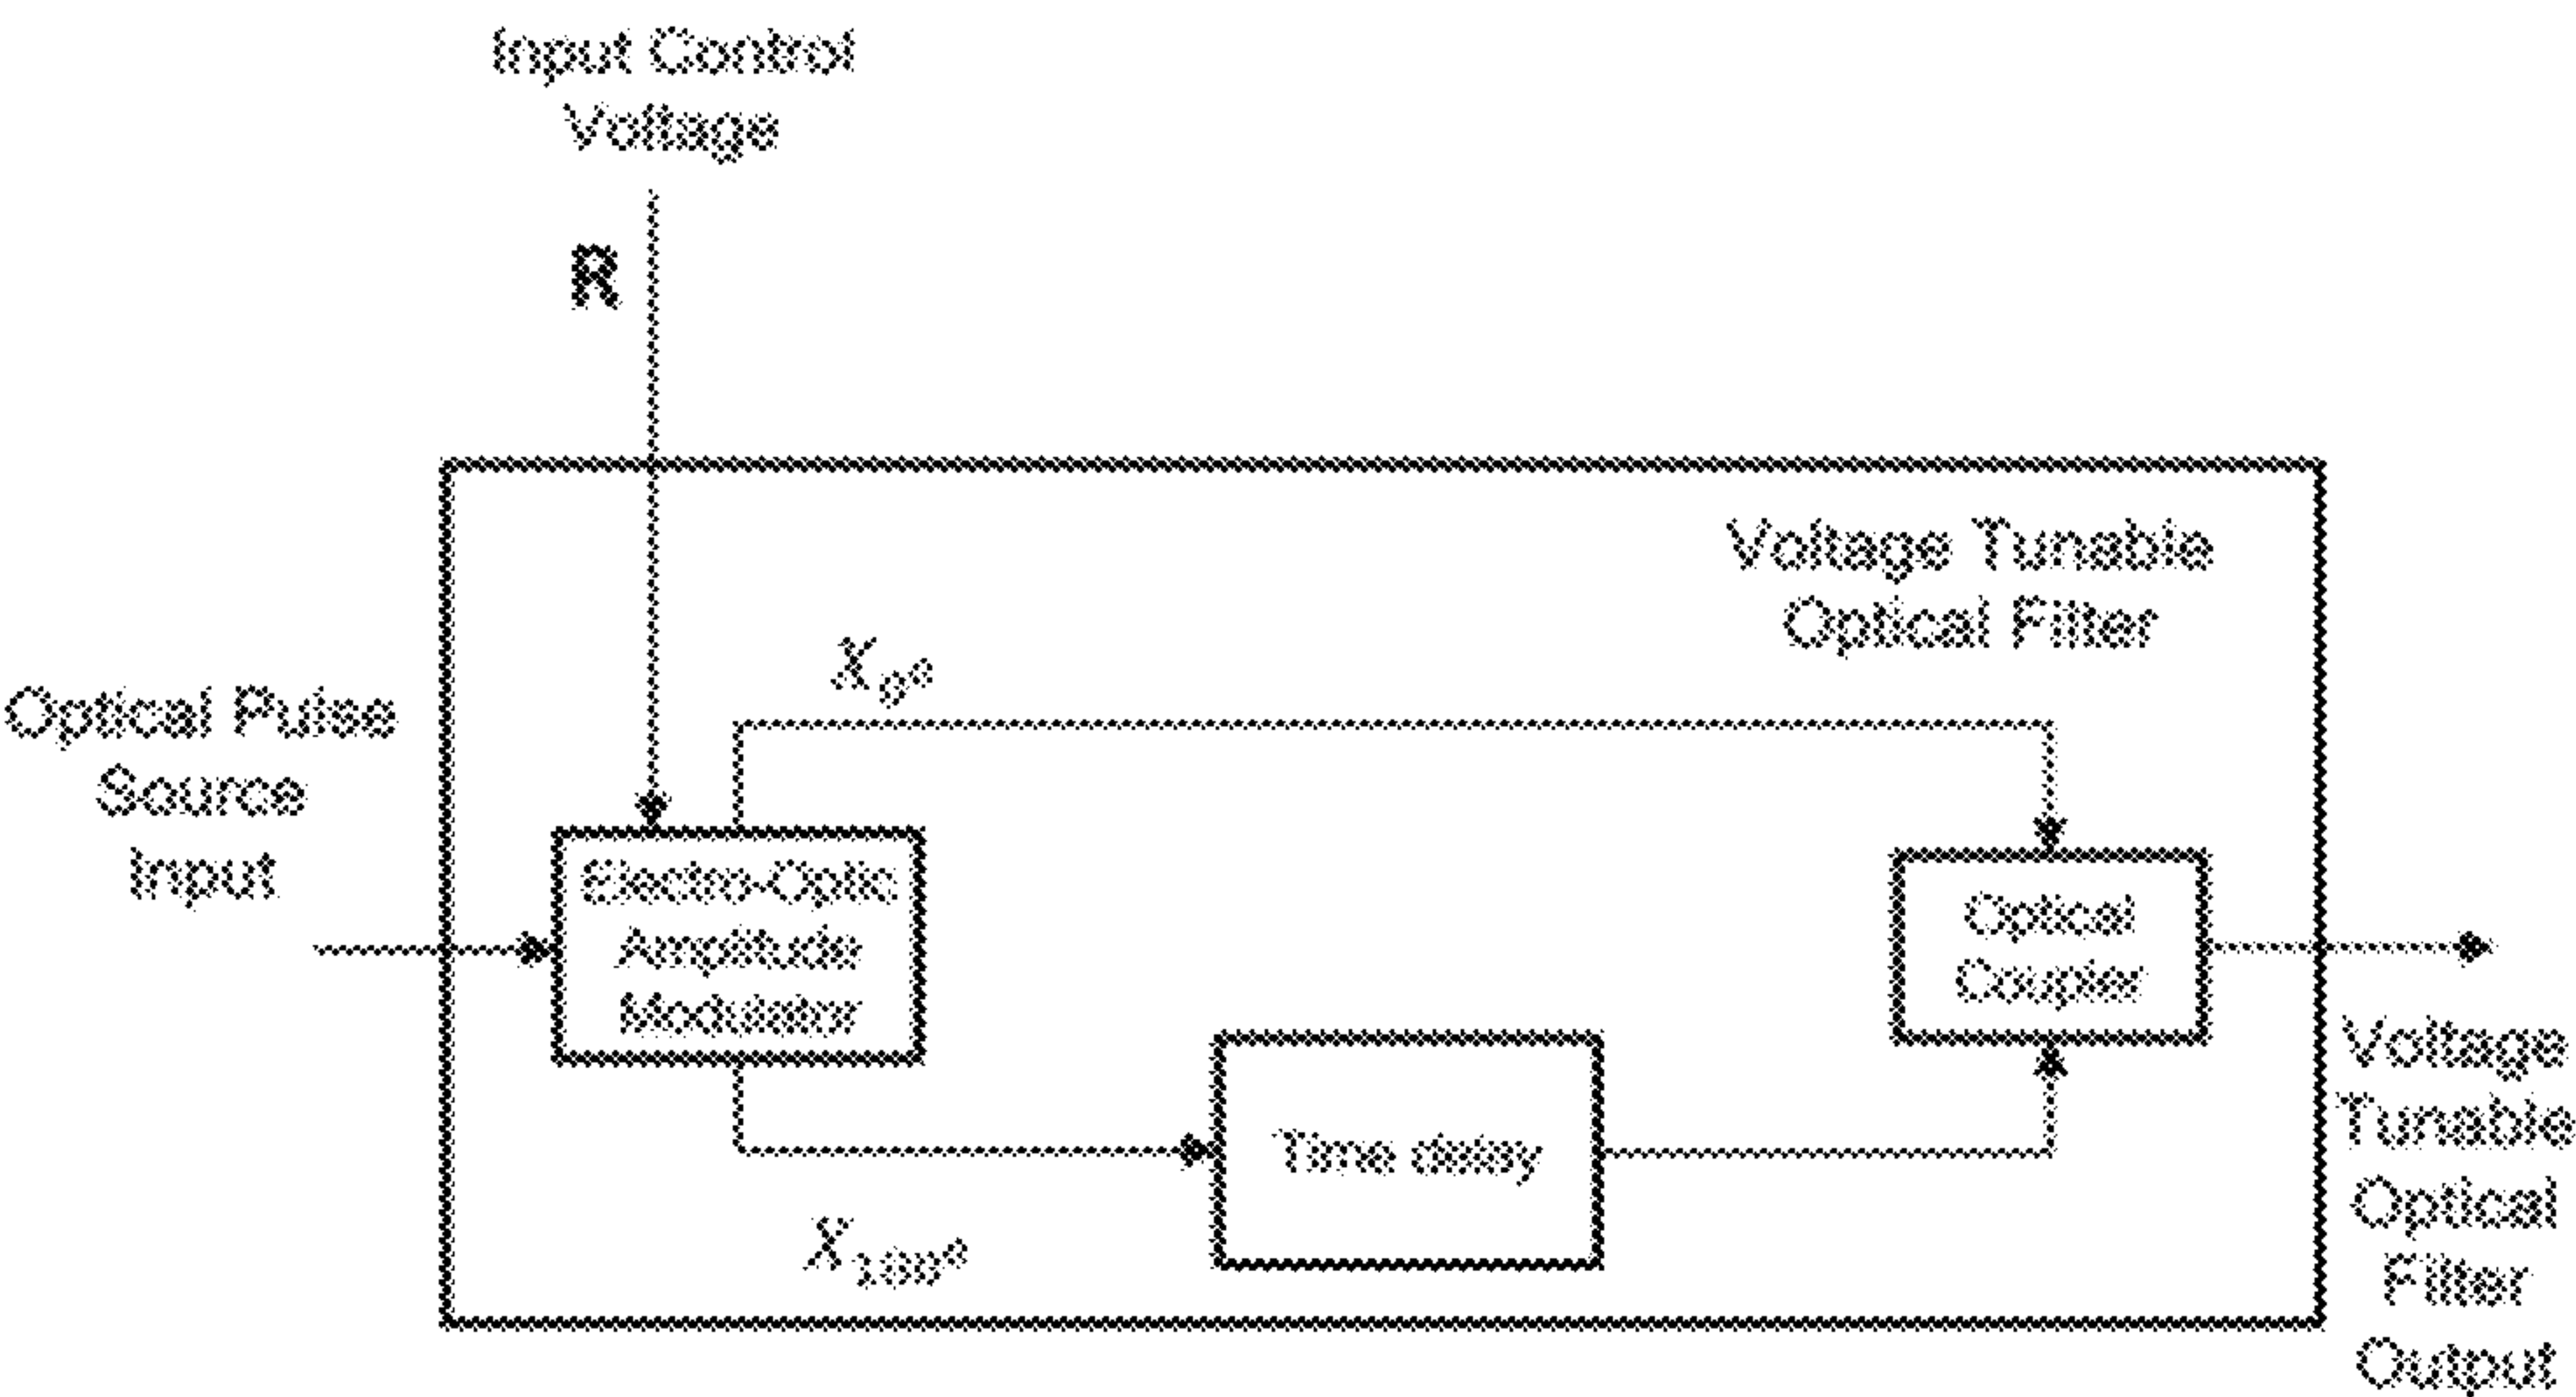 Input Control
Voltage
R
Voltage Tunable
Optical Filter
X₀°
Optical Pulse
Source
Input
Electro-Optic
Amplitude
Modulator
Optical
Coupler
Time delay
X₁₈₀°
Voltage
Tunable
Optical
Filter
Output